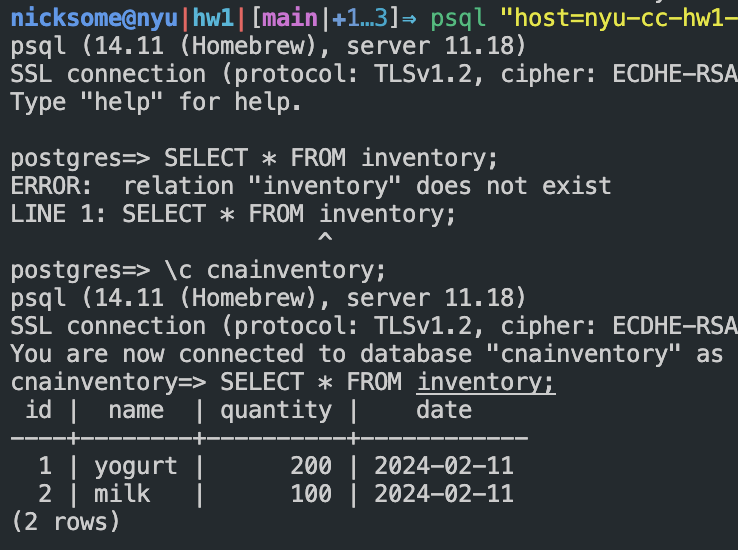 nicksome@nyu|hw1|[main|+1…3]⇒ psql "host=nyu-cc-hw1-
psql (14.11 (Homebrew), server 11.18)
SSL connection (protocol: TLSv1.2, cipher: ECDHE-RSA
Type "help" for help.
postgres=> SELECT * FROM inventory;
ERROR:  relation "inventory" does not exist
LINE 1: SELECT * FROM inventory;
                      ^
postgres=> \c cnainventory;
psql (14.11 (Homebrew), server 11.18)
SSL connection (protocol: TLSv1.2, cipher: ECDHE-RSA
You are now connected to database "cnainventory" as
cnainventory=> SELECT * FROM inventory;
 id |  name  | quantity |    date
----+--------+----------+------------
  1 | yogurt |      200 | 2024-02-11
  2 | milk   |      100 | 2024-02-11
(2 rows)